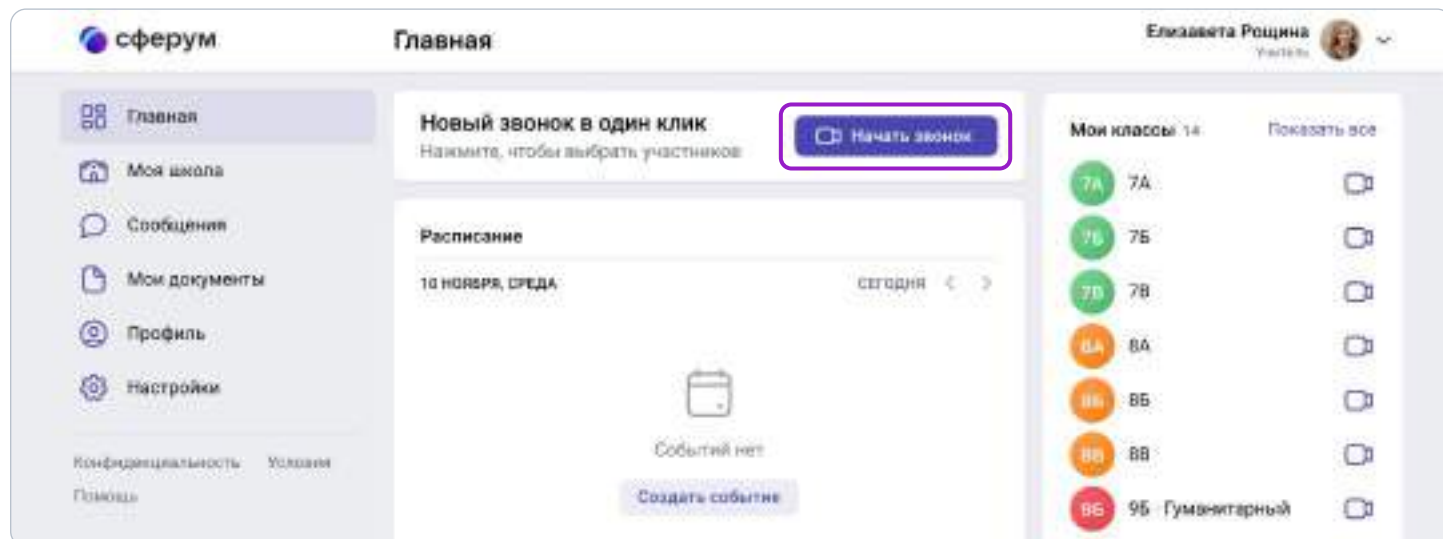 сферум
Главная
Елизавета Рощина
Учитель
Главная
Моя школа
Сообщения
Мои документы
Профиль
Настройки
Конфиденциальность Условия
Помощь
Новый звонок в один клик
Нажмите, чтобы выбрать участников
Начать звонок
Расписание
10 НОЯБРЯ, СРЕДА
СЕГОДНЯ
Событий нет
Создать событие
Мои классы 14
Показать все
7А 7А
7Б 7Б
7В 7В
8А 8А
8Б 8Б
8В 8В
9Б 9Б · Гуманитарный